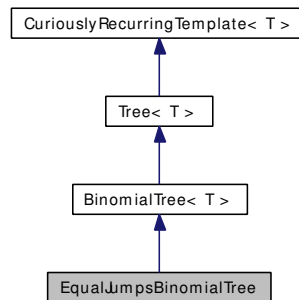 CuriouslyRecurringTemplate< T >
Tree< T >
BinomialTree< T >
EqualJumpsBinomialTree